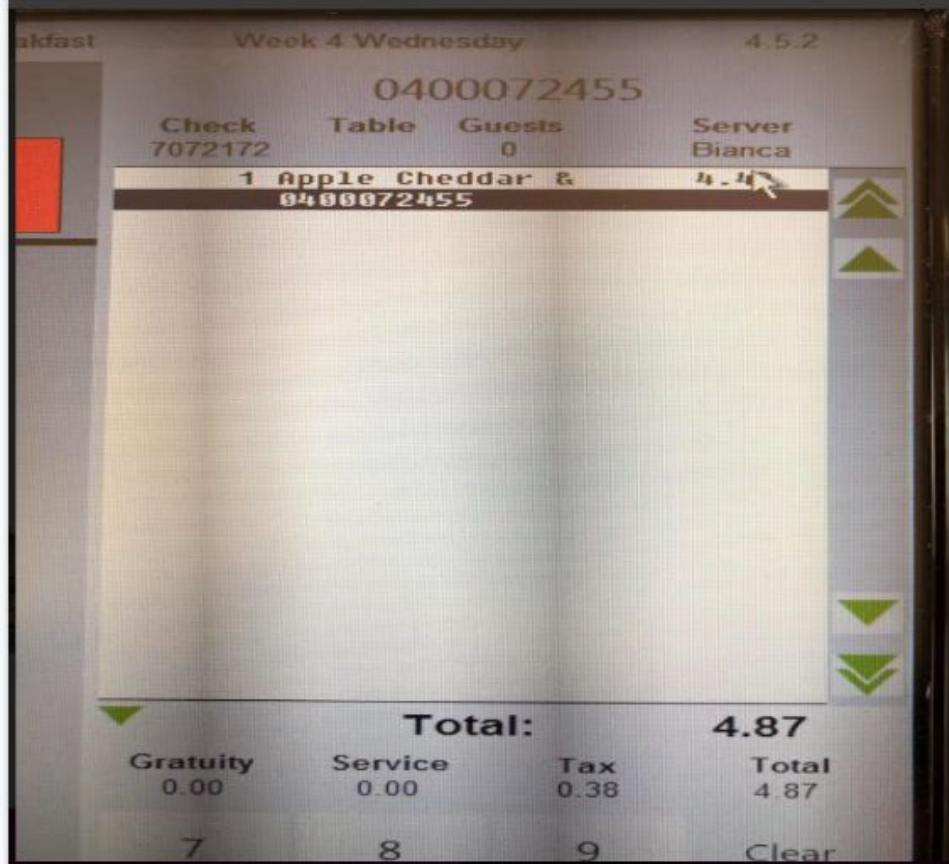 akfast Week 4 Wednesday 4.5.2
0400072455
Check Table Guests Server
7072172 0 Bianca
1 Apple Cheddar & 4.4
0400072455
Total: 4.87
Gratuity Service Tax Total
0.00 0.00 0.38 4.87
7 8 9 Clear